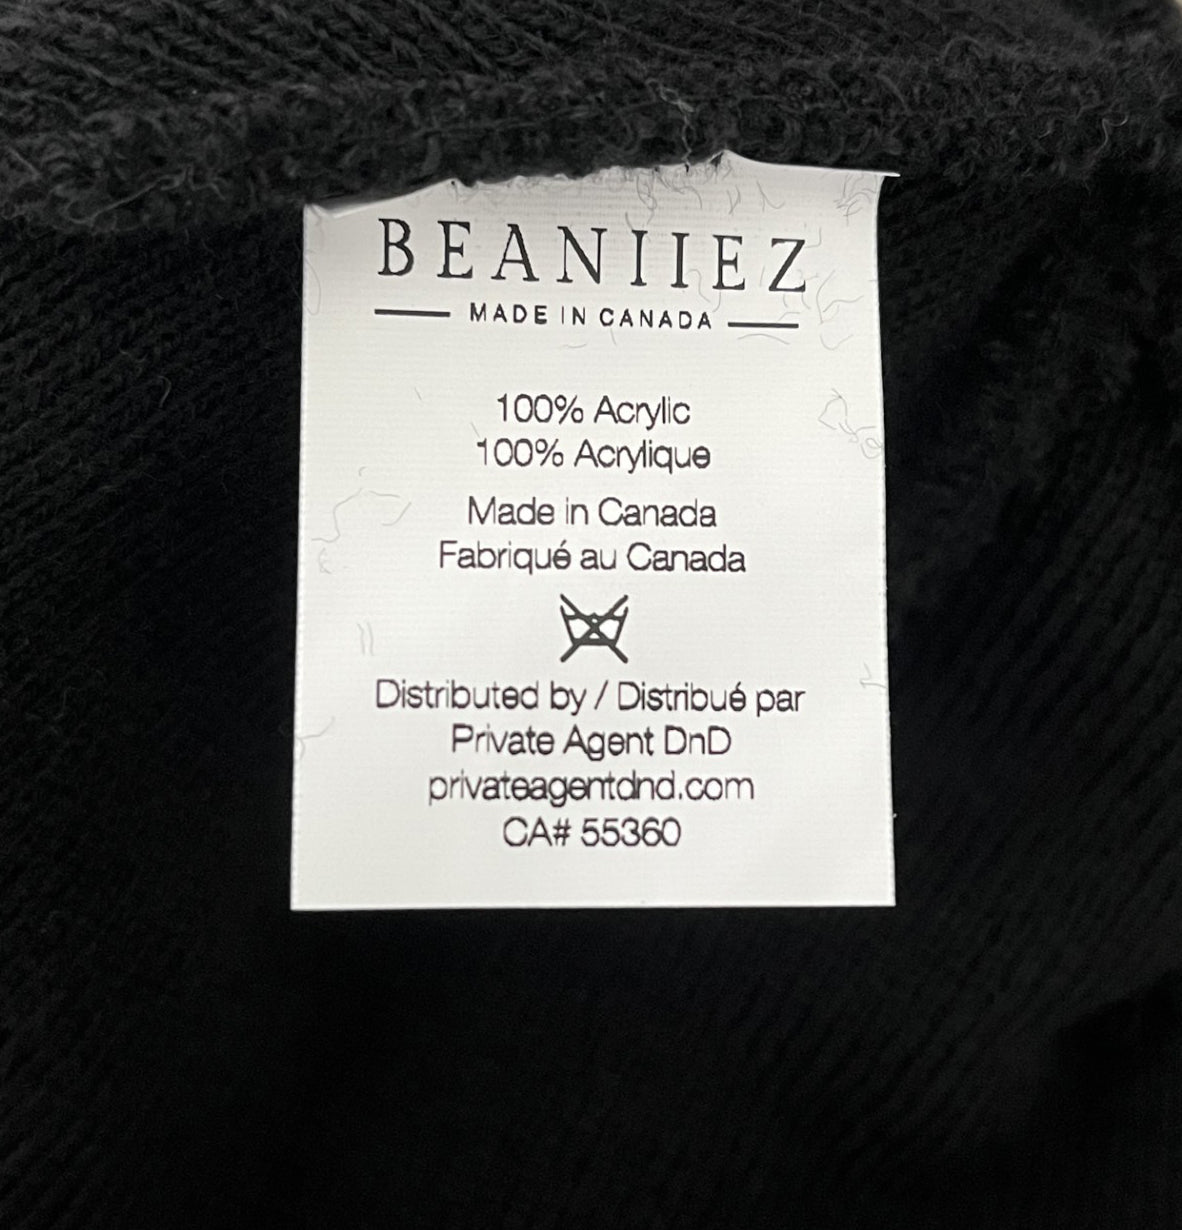 BEANIIEZ
MADE IN CANADA
100% Acrylic
100% Acrylique
Made in Canada
Fabriqué au Canada
Distributed by / Distribué par
Private Agent DnD
privateagentdnd.com
CA# 55360